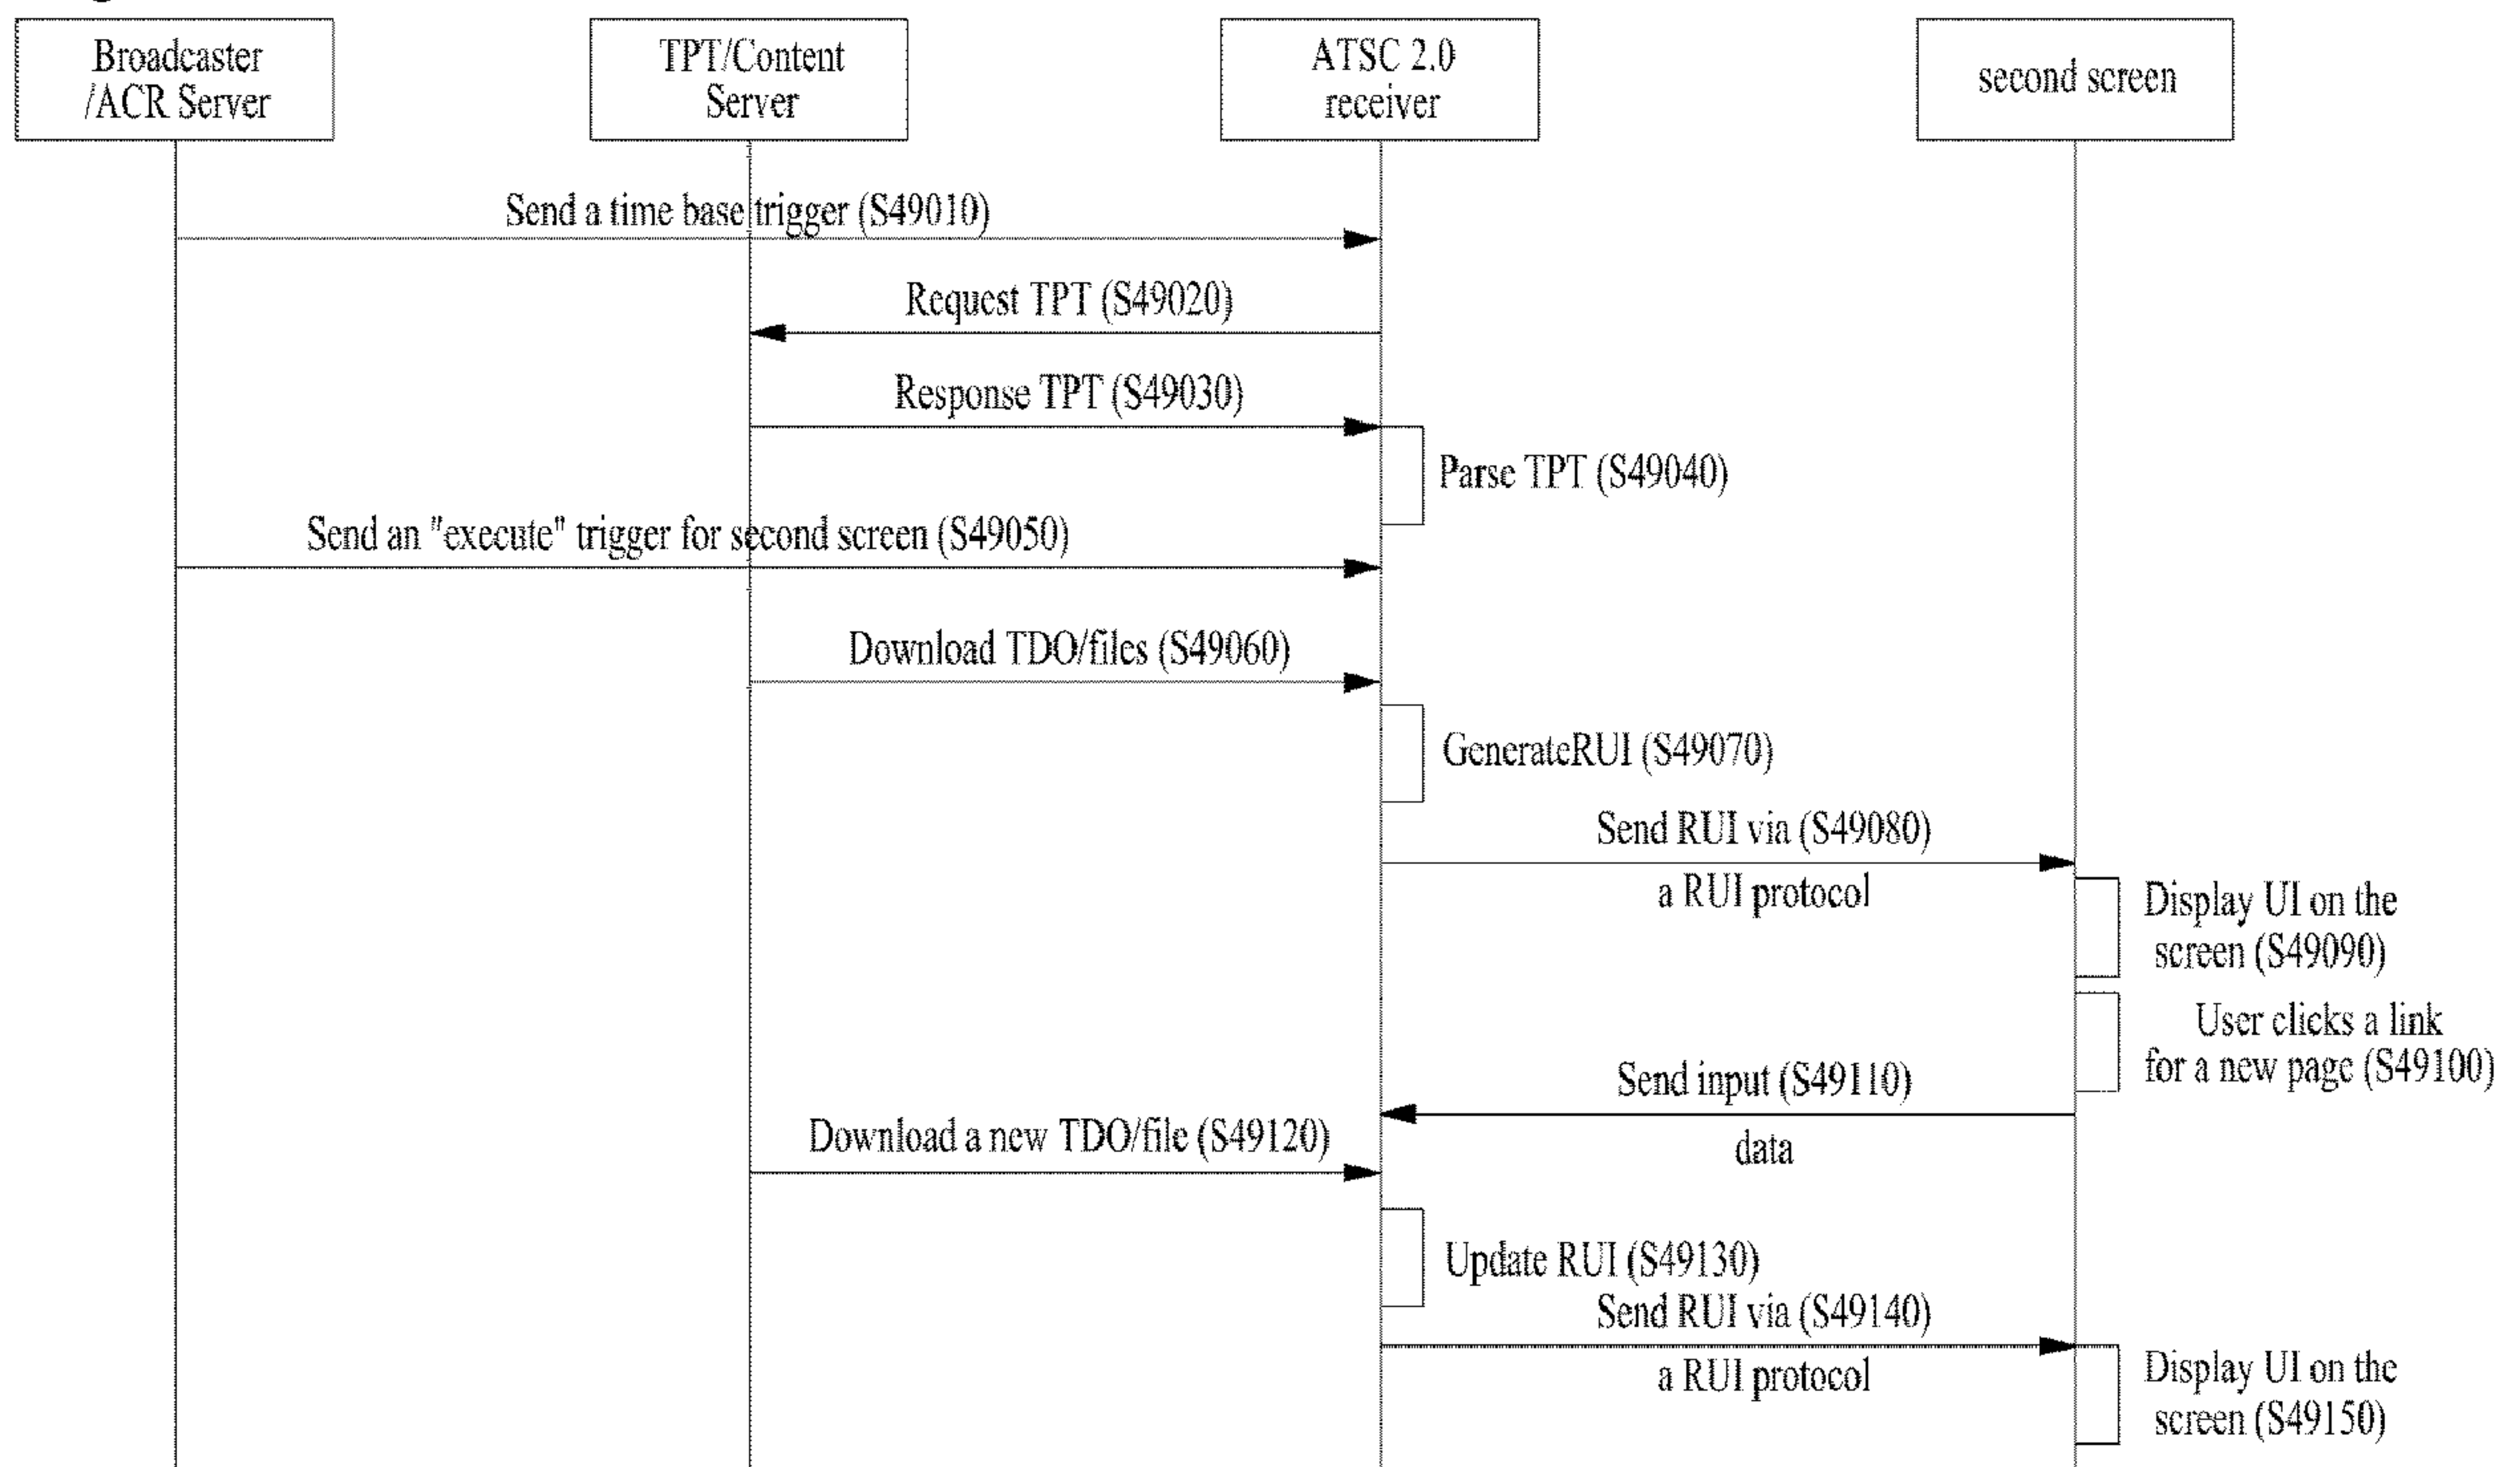 Broadcaster
/ACR Server
TPT/Content
Server
ATSC 2.0
receiver
second screen
Send a time base trigger (S49010)
Request TPT (S49020)
Response TPT (S49030)
Parse TPT (S49040)
Send an "execute" trigger for second screen (S49050)
Download TDO/files (S49060)
GenerateRUI (S49070)
Send RUI via (S49080)
a RUI protocol
Display UI on the
screen (S49090)
User clicks a link
for a new page (S49100)
Send input (S49110)
data
Download a new TDO/file (S49120)
Update RUI (S49130)
Send RUI via (S49140)
a RUI protocol
Display UI on the
screen (S49150)